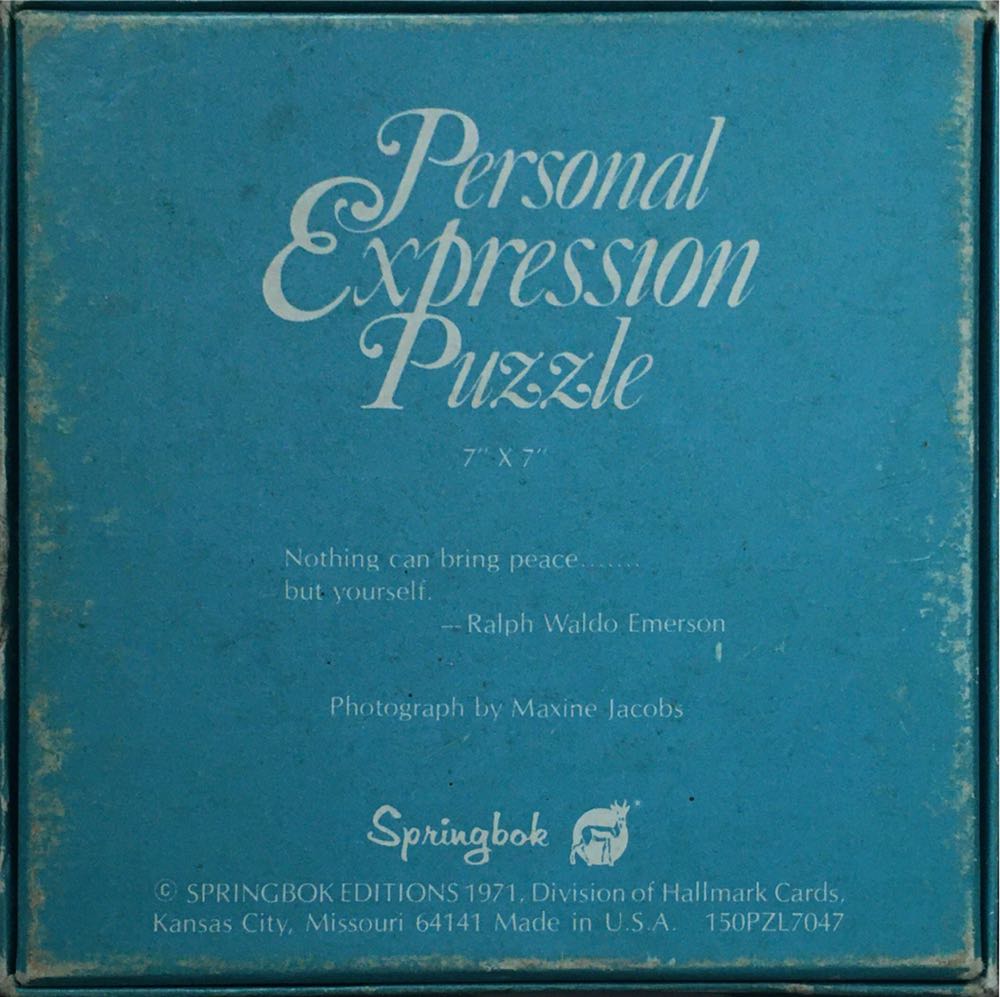 Personal
Expression
Puzzle
7" X 7"
Nothing can bring peace.......
but yourself.
—Ralph Waldo Emerson
Photograph by Maxine Jacobs
Springbok
© SPRINGBOK EDITIONS 1971, Division of Hallmark Cards,
Kansas City, Missouri 64141 Made in U.S.A. 150PZL7047